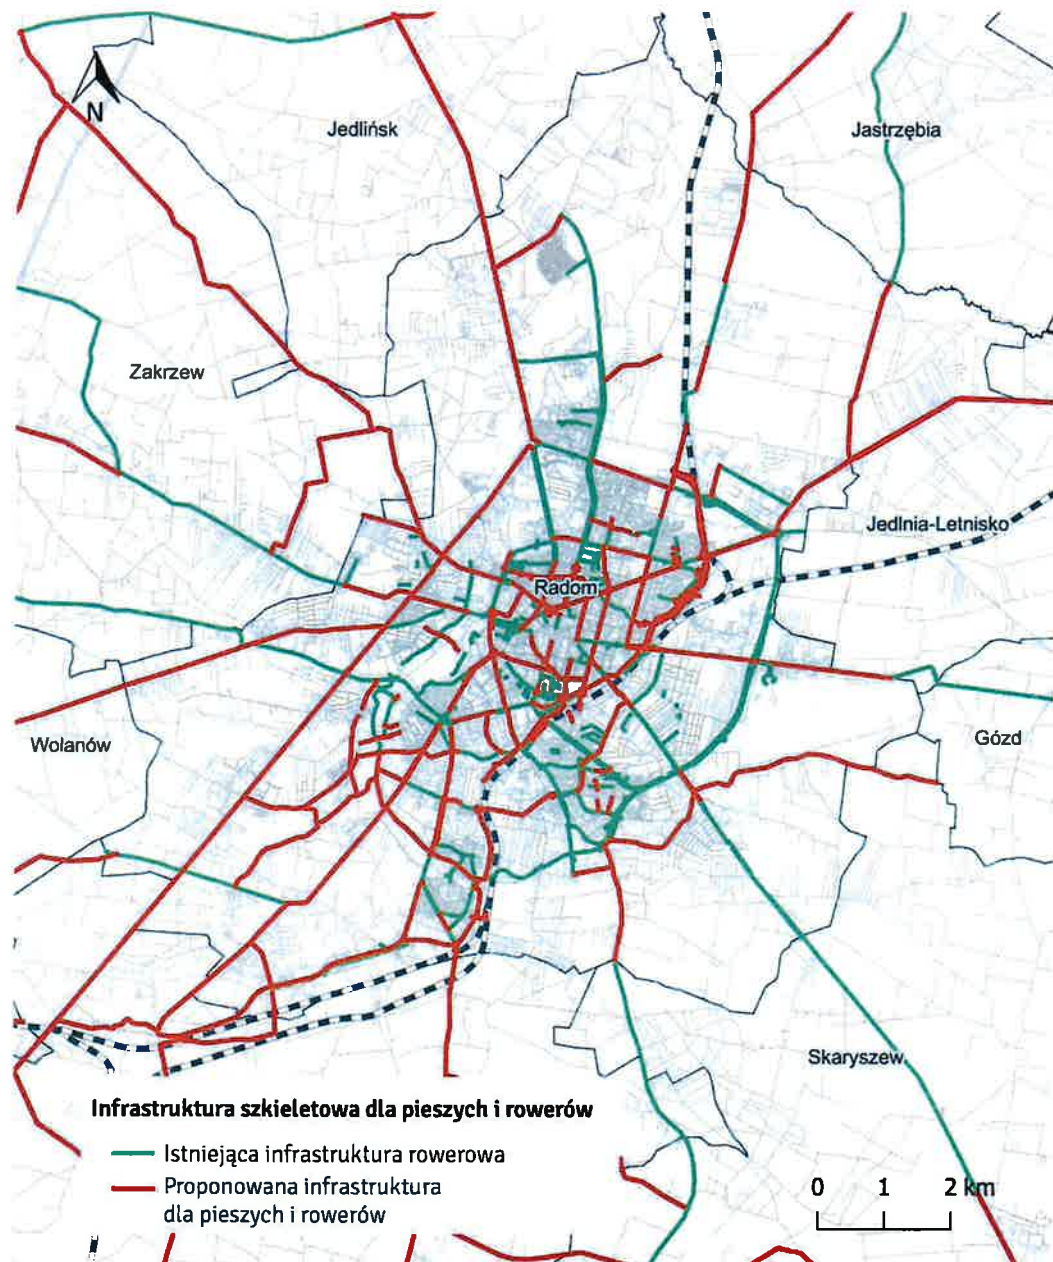 N
Jedlińsk
Jastrzębia
Zakrzew
Jedlnia-Letnisko
Radom
Wolanów
Gózd
Skaryszew
Infrastruktura szkieletowa dla pieszych i rowerów
Istniejąca infrastruktura rowerowa
Proponowana infrastruktura
dla pieszych i rowerów
0 1 2 km